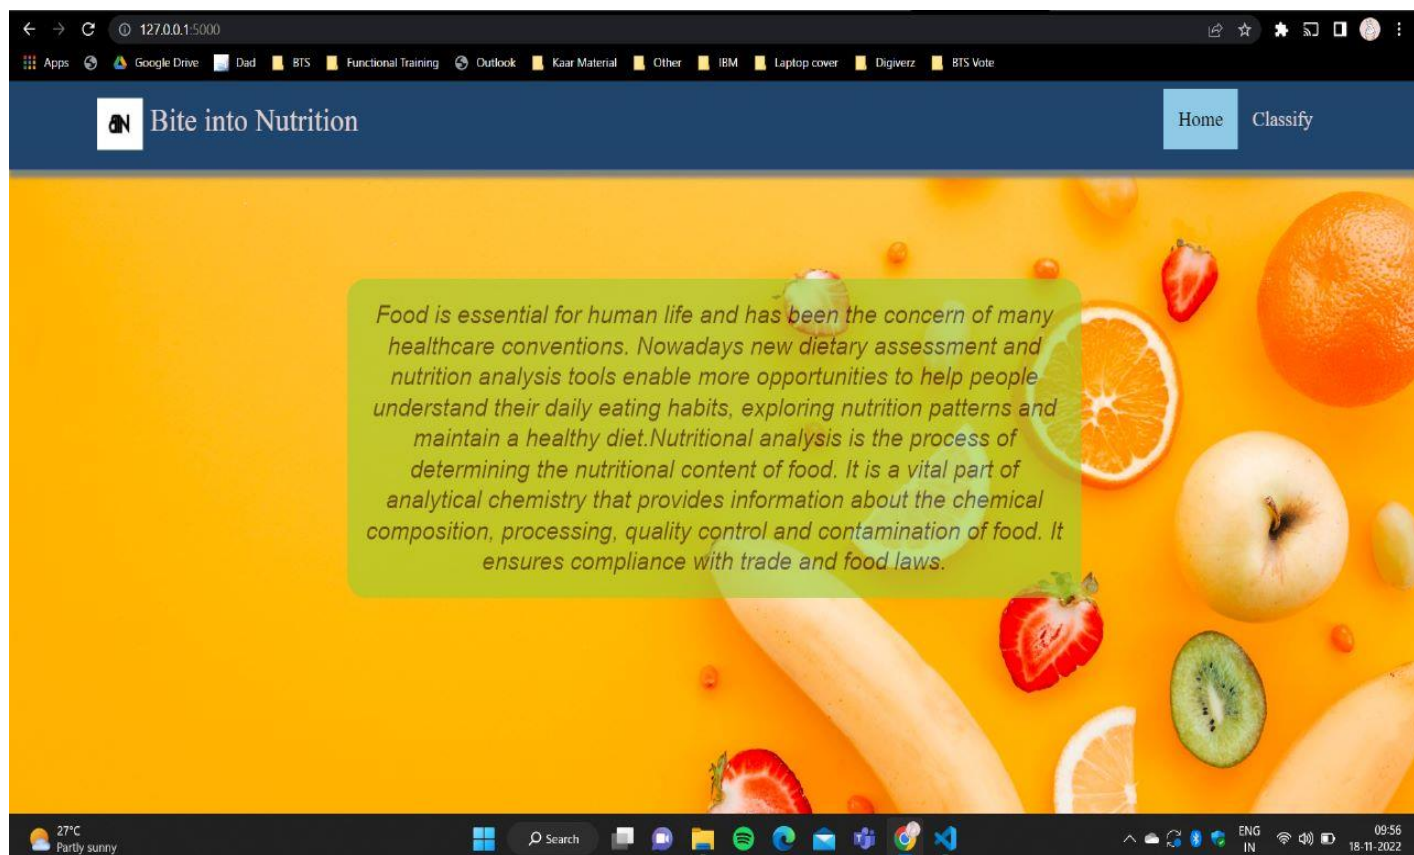 127.0.0.1:5000
Apps Google Drive Dad BTS Functional Training Outlook Kaar Material Other IBM Laptop cover Digiverz BTS Vote
Bite into Nutrition
Home Classify
Food is essential for human life and has been the concern of many
healthcare conventions. Nowadays new dietary assessment and
nutrition analysis tools enable more opportunities to help people
understand their daily eating habits, exploring nutrition patterns and
maintain a healthy diet.Nutritional analysis is the process of
determining the nutritional content of food. It is a vital part of
analytical chemistry that provides information about the chemical
composition, processing, quality control and contamination of food. It
ensures compliance with trade and food laws.
27°C
Partly sunny
Search
ENG
IN
09:56
18-11-2022